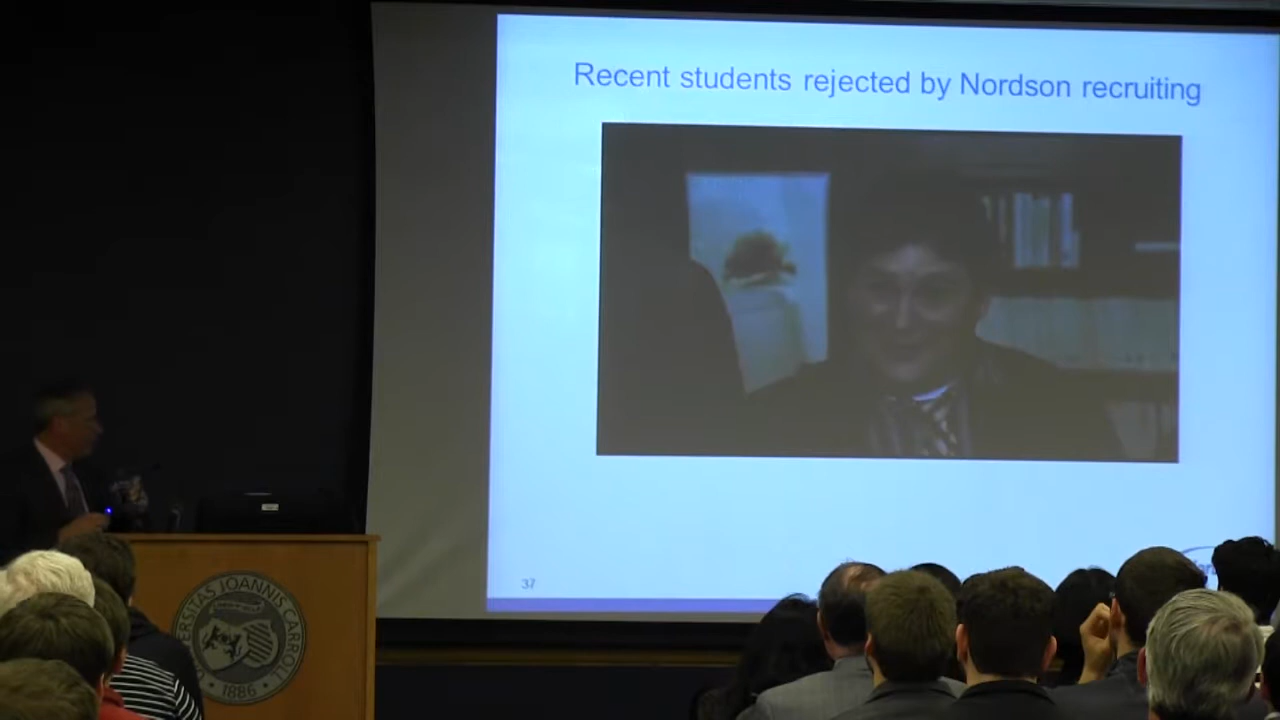 Recent students rejected by Nordson recruiting
37
UNIVERSITAS JOANNIS CARROLL
· 1886 ·